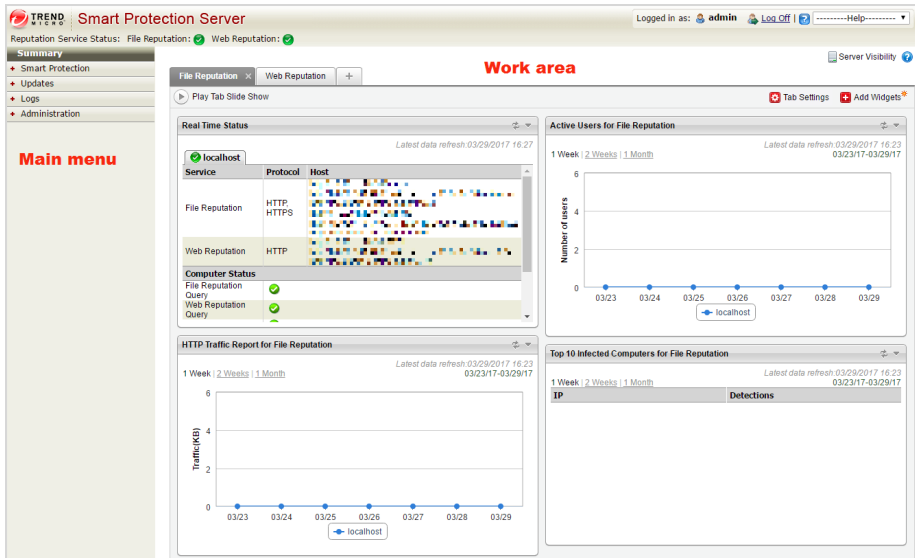 TREND MICRO Smart Protection Server
Logged in as: admin Log Off | ---------Help---------
Reputation Service Status: File Reputation: Web Reputation:
Summary
Smart Protection
Updates
Logs
Administration
Main menu
Work area
Server Visibility
File Reputation × Web Reputation +
Play Tab Slide Show
Tab Settings Add Widgets
Real Time Status
Latest data refresh:03/29/2017 16:27
localhost
Service Protocol Host
File Reputation HTTP, HTTPS
Web Reputation HTTP
Computer Status
File Reputation Query
Web Reputation Query
Active Users for File Reputation
Latest data refresh:03/29/2017 16:23
1 Week | 2 Weeks | 1 Month 03/23/17-03/29/17
Number of users
6
4
2
0
03/23 03/24 03/25 03/26 03/27 03/28 03/29
localhost
HTTP Traffic Report for File Reputation
Latest data refresh:03/29/2017 16:23
1 Week | 2 Weeks | 1 Month 03/23/17-03/29/17
Traffic(KB)
6
4
2
0
03/23 03/24 03/25 03/26 03/27 03/28 03/29
localhost
Top 10 Infected Computers for File Reputation
Latest data refresh:03/29/2017 16:23
1 Week | 2 Weeks | 1 Month 03/23/17-03/29/17
IP Detections